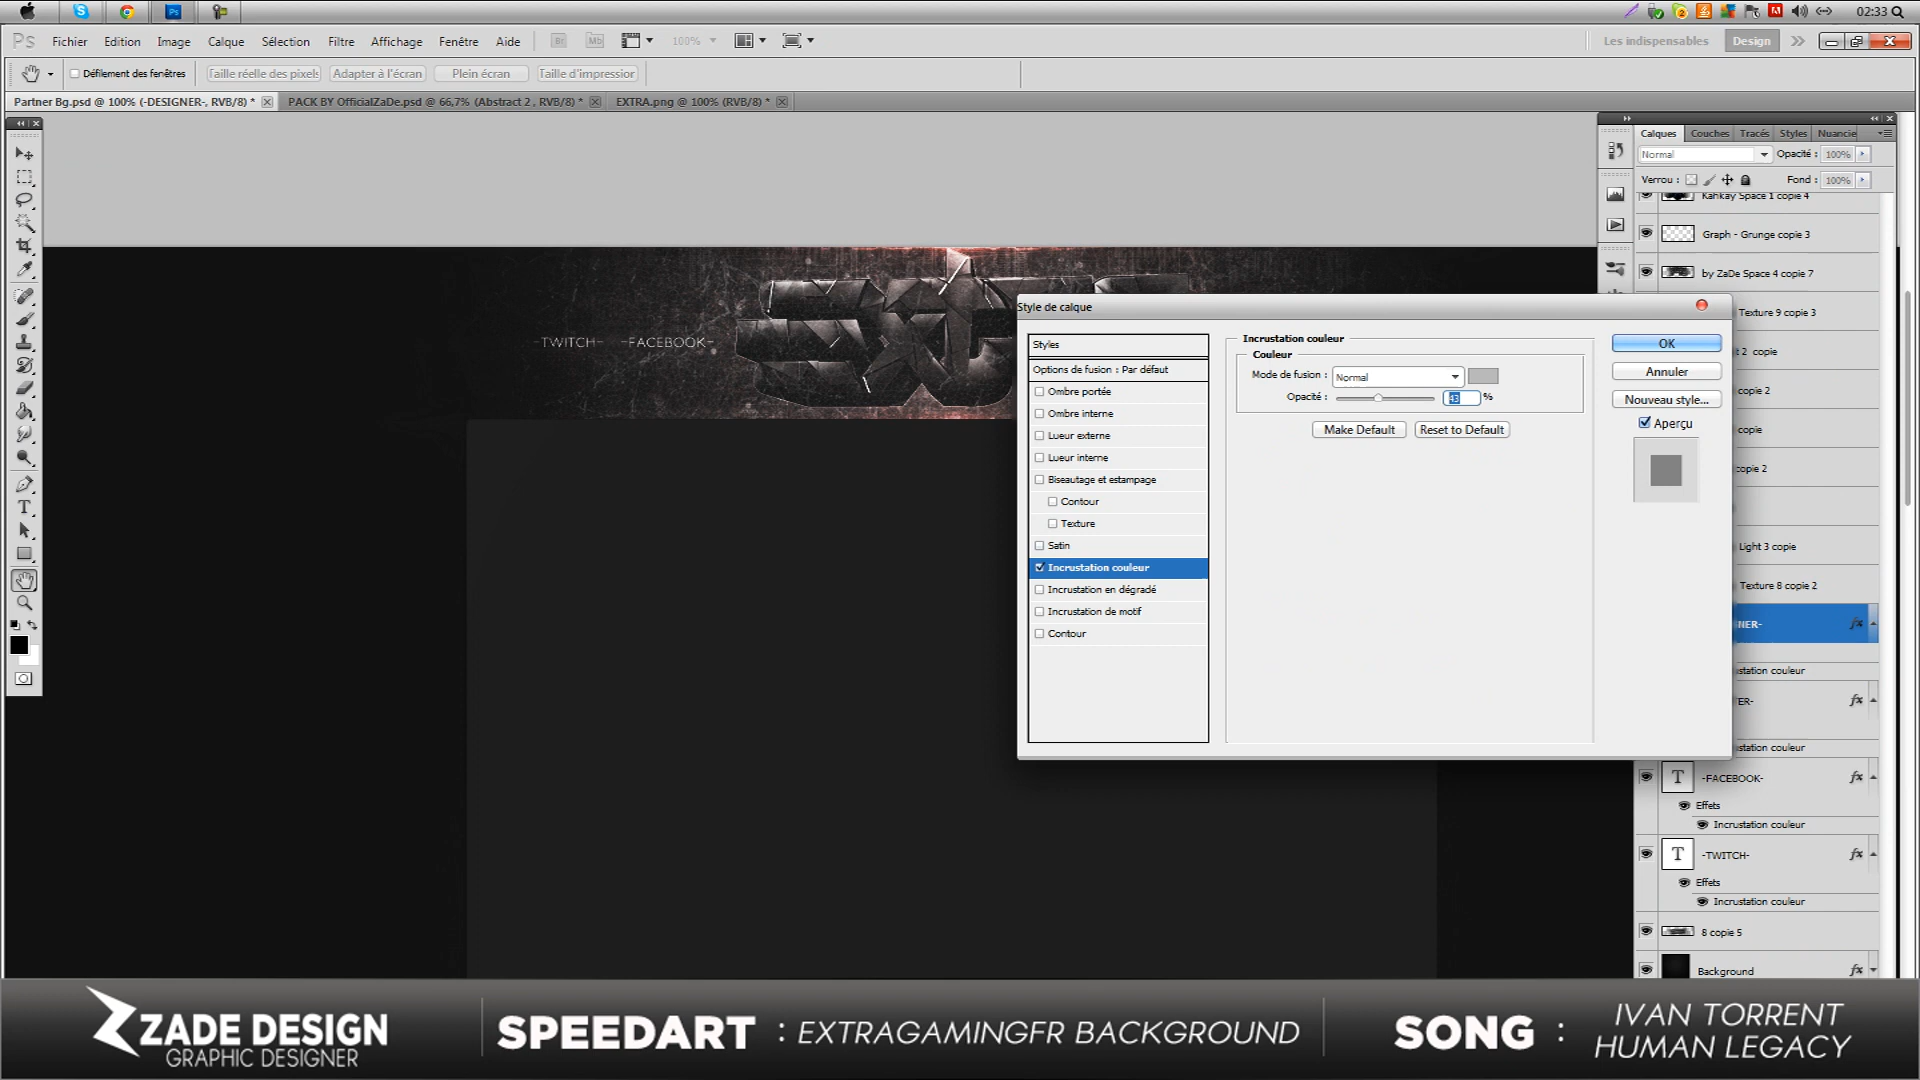 02:33
Ps Fichier Edition Image Calque Sélection Filtre Affichage Fenêtre Aide Br Mb 100% Les indispensables Design
Défilement des fenêtres Taille réelle des pixels Adapter à l'écran Plein écran Taille d'impression
Partner Bg.psd @ 100% (-DESIGNER-, RVB/8) * PACK BY OfficialZaDe.psd @ 66,7% (Abstract 2 , RVB/8) * EXTRA.png @ 100% (RVB/8) *
Calques Couches Tracés Styles Nuancie
Normal Opacité : 100%
Verrou : Fond : 100%
Kahkay Space 1 copie 4
Graph - Grunge copie 3
by ZaDe Space 4 copie 7
Texture 9 copie 3
t 2 copie
copie 2
copie
copie 2
Light 3 copie
Texture 8 copie 2
NER-
station couleur
ER-
station couleur
-FACEBOOK-
Effets
Incrustation couleur
-TWITCH-
Effets
Incrustation couleur
8 copie 5
Background
-TWITCH- -FACEBOOK-
Style de calque
Styles
Options de fusion : Par défaut
Ombre portée
Ombre interne
Lueur externe
Lueur interne
Biseautage et estampage
Contour
Texture
Satin
Incrustation couleur
Incrustation en dégradé
Incrustation de motif
Contour
Incrustation couleur
Couleur
Mode de fusion : Normal
Opacité : 43 %
Make Default Reset to Default
OK
Annuler
Nouveau style...
Aperçu
ZADE DESIGN
GRAPHIC DESIGNER
SPEEDART : EXTRAGAMINGFR BACKGROUND
SONG : IVAN TORRENT
HUMAN LEGACY